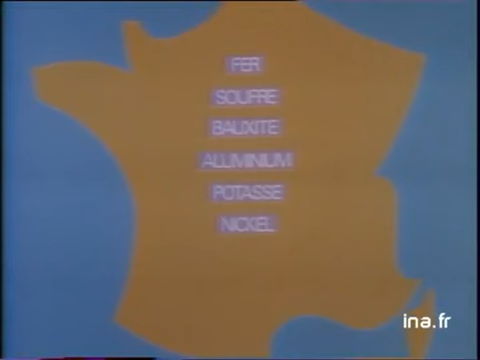 FER
SOUFRE
BAUXITE
ALUMINIUM
POTASSE
NICKEL
ina.fr